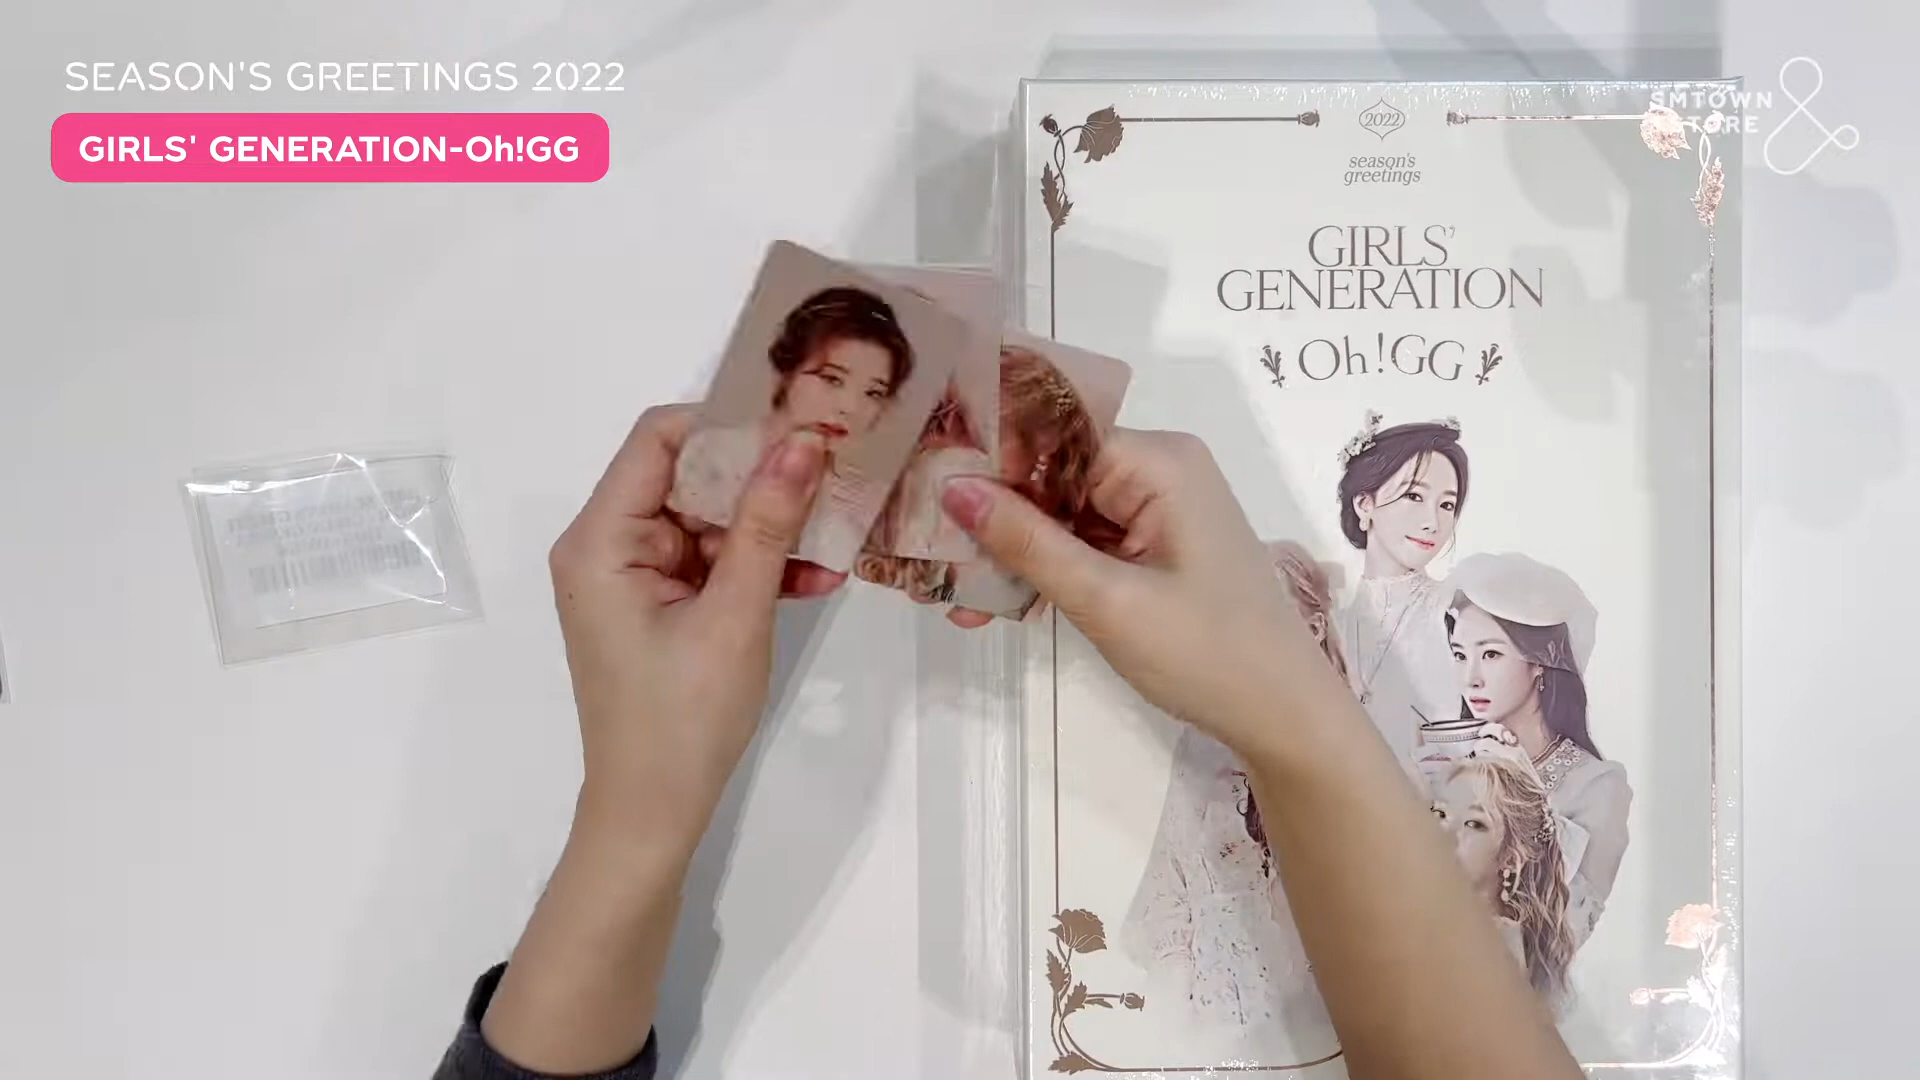 SEASON'S GREETINGS 2022
GIRLS' GENERATION-Oh!GG
SMTOWN
&STORE
2022
season's
greetings
GIRLS'
GENERATION
Oh!GG